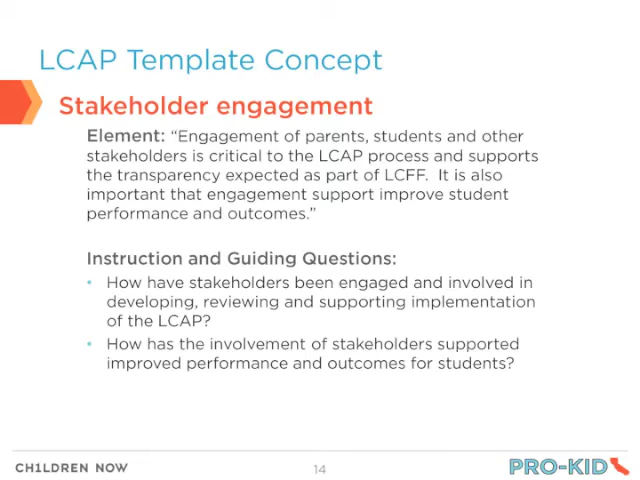 LCAP Template Concept
Stakeholder engagement
Element: “Engagement of parents, students and other
stakeholders is critical to the LCAP process and supports
the transparency expected as part of LCFF.  It is also
important that engagement support improve student
performance and outcomes.”
Instruction and Guiding Questions:
• How have stakeholders been engaged and involved in
developing, reviewing and supporting implementation
of the LCAP?
• How has the involvement of stakeholders supported
improved performance and outcomes for students?
CH1LDREN NOW
14
PRO-KID